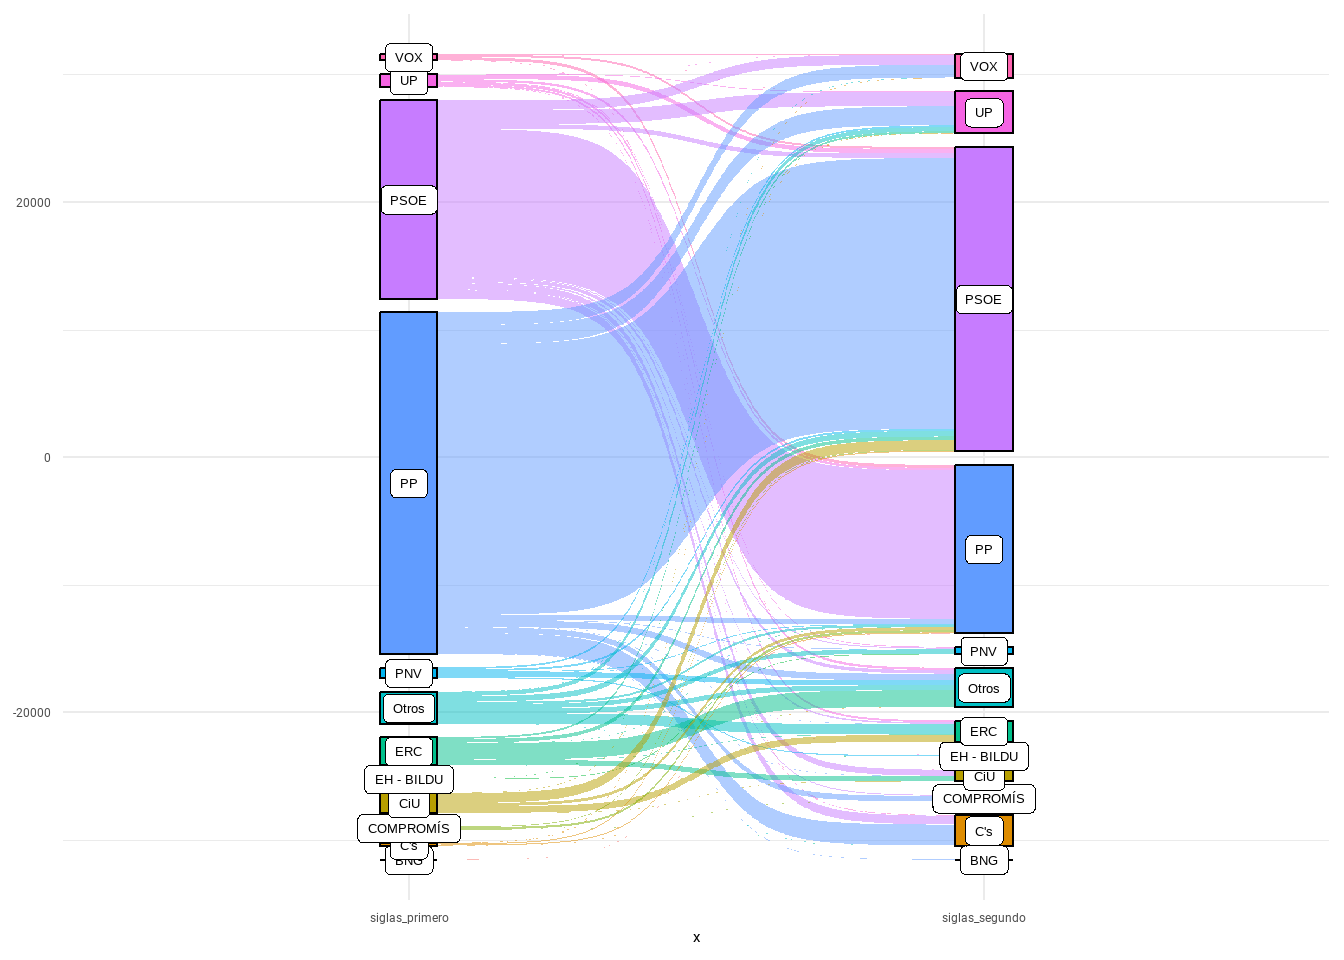 VOX
UP
PSOE
PP
PNV
Otros
ERC
EH - BILDU
CiU
COMPROMÍS
C's
BNG
VOX
UP
PSOE
PP
PNV
Otros
ERC
EH - BILDU
CiU
COMPROMÍS
C's
BNG
20000
0
-20000
siglas_primero
siglas_segundo
x